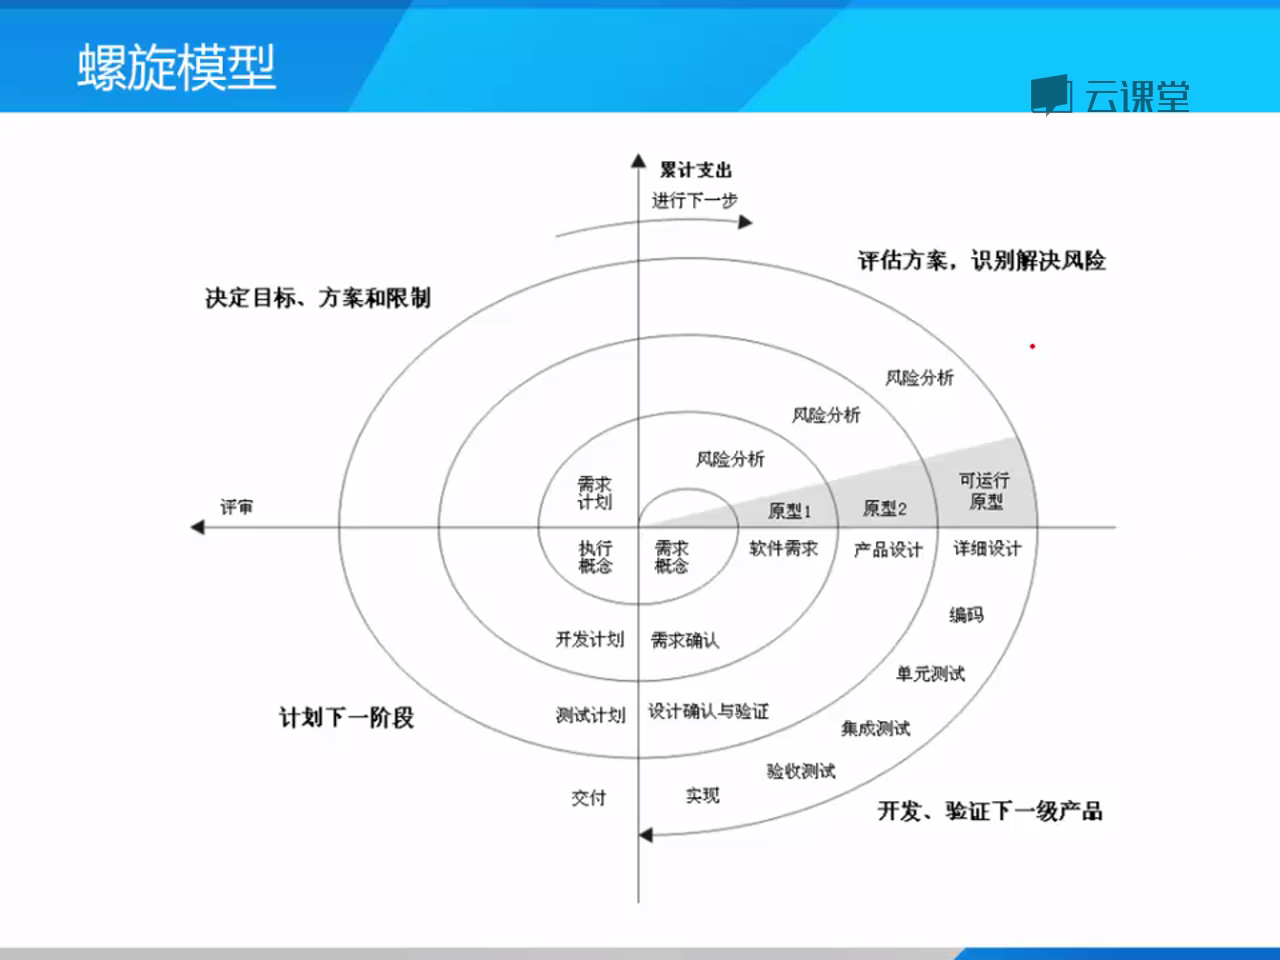 螺旋模型
云课堂
累计支出
进行下一步
评估方案，识别解决风险
决定目标、方案和限制
风险分析
风险分析
风险分析
需求
计划
可运行
原型
原型2
原型1
评审
执行
概念
需求
概念
软件需求
产品设计
详细设计
编码
开发计划
需求确认
单元测试
计划下一阶段
测试计划
设计确认与验证
集成测试
验收测试
交付
实现
开发、验证下一级产品